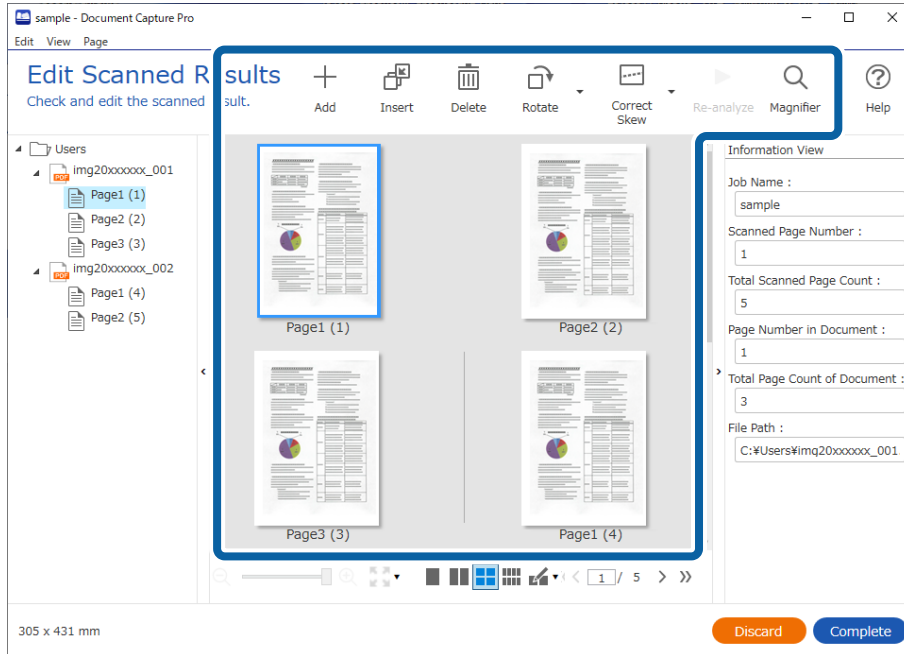 sample - Document Capture Pro
Edit View Page
Edit Scanned Results
Check and edit the scanned result.
Add
Insert
Delete
Rotate
Correct Skew
Re-analyze
Magnifier
Help
Users
PDF img20xxxxxx_001
Page1 (1)
Page2 (2)
Page3 (3)
PDF img20xxxxxx_002
Page1 (4)
Page2 (5)
Page1 (1)
Page2 (2)
Page3 (3)
Page1 (4)
1 / 5
Information View
Job Name :
sample
Scanned Page Number :
1
Total Scanned Page Count :
5
Page Number in Document :
1
Total Page Count of Document :
3
File Path :
C:¥Users¥img20xxxxxx_001
305 x 431 mm
Discard
Complete